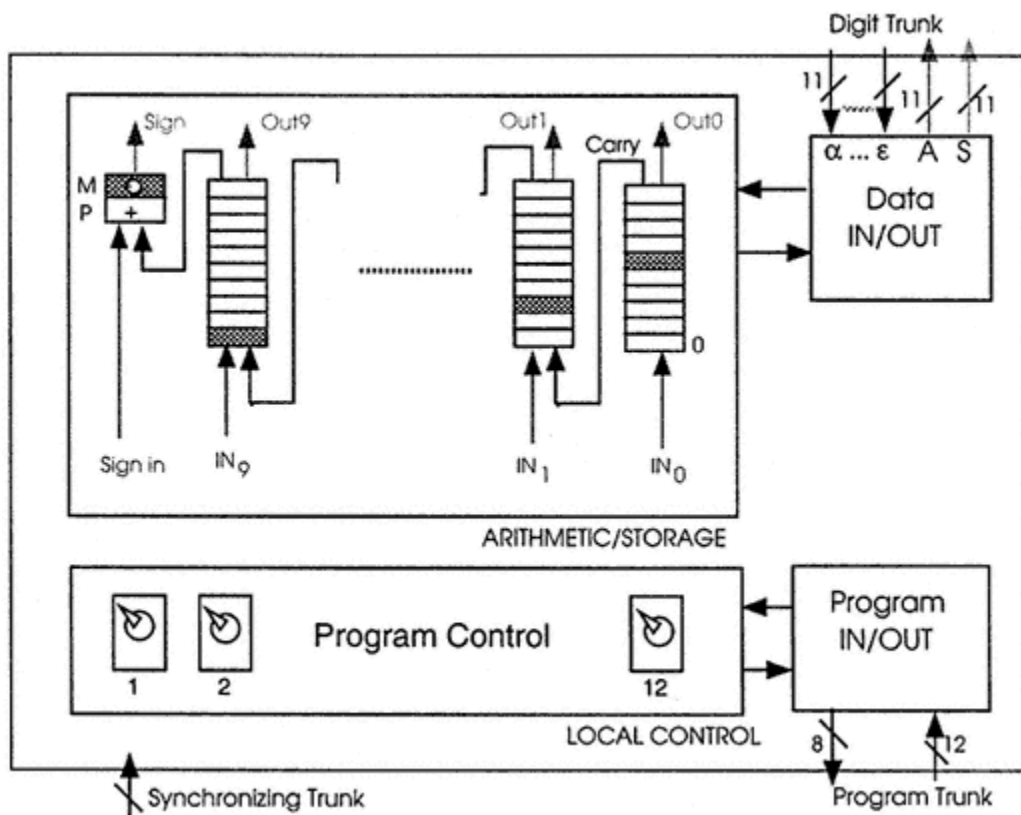 Digit Trunk
11
11
11
Sign
Out9
Out1
Carry
Out0
α ... ε A S
M
P +
Data
IN/OUT
0
Sign in
IN9
IN1
IN0
ARITHMETIC/STORAGE
Program Control
1
2
12
Program
IN/OUT
LOCAL CONTROL
8
12
Synchronizing Trunk
Program Trunk